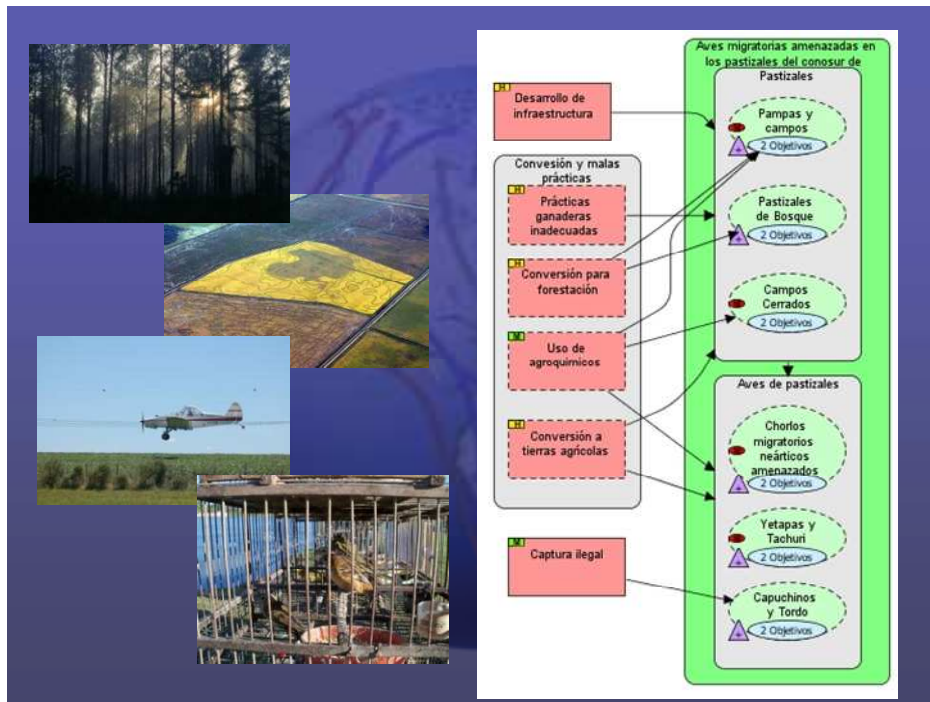 Aves migratorias amenazadas en
los pastizales del conosur de
Pastizales
Pampas y
campos
2 Objetivos
Pastizales
de Bosque
2 Objetivos
Campos
Cerrados
2 Objetivos
Aves de pastizales
Chorlos
migratorios
neárticos
amenazados
2 Objetivos
Yetapas y
Tachuri
2 Objetivos
Capuchinos
y Tordo
2 Objetivos
H
Desarrollo de
infraestructura
Convesión y malas
prácticas
H
Prácticas
ganaderas
inadecuadas
H
Conversión para
forestación
M
Uso de
agroquimicos
H
Conversión a
tierras agrícolas
M
Captura ilegal